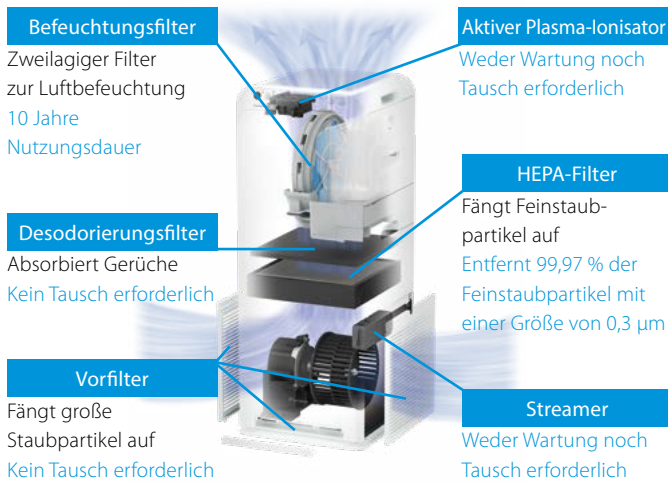 Befeuchtungsfilter
Zweilagiger Filter
zur Luftbefeuchtung
10 Jahre
Nutzungsdauer
Desodorierungsfilter
Absorbiert Gerüche
Kein Tausch erforderlich
Vorfilter
Fängt große
Staubpartikel auf
Kein Tausch erforderlich
Aktiver Plasma-Ionisator
Weder Wartung noch
Tausch erforderlich
HEPA-Filter
Fängt Feinstaub-
partikel auf
Entfernt 99,97 % der
Feinstaubpartikel mit
einer Größe von 0,3 µm
Streamer
Weder Wartung noch
Tausch erforderlich